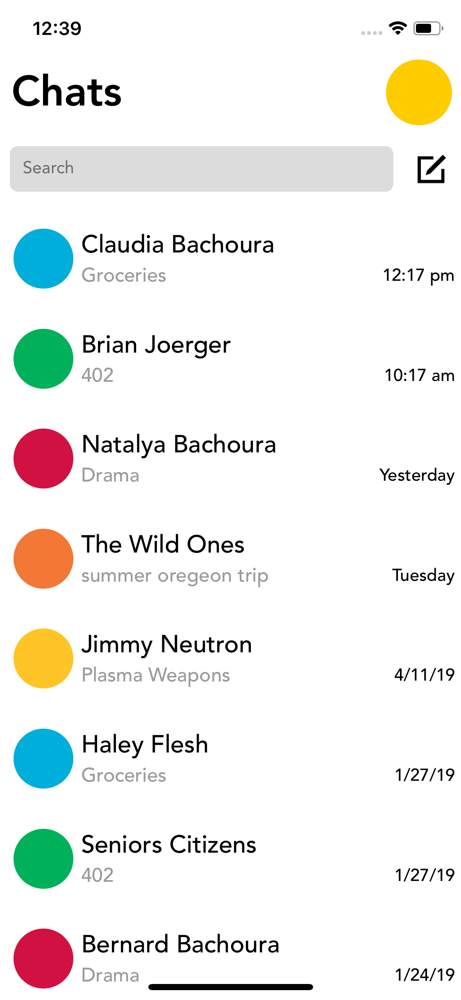 12:39
Chats
Search
Claudia Bachoura
Groceries
12:17 pm
Brian Joerger
402
10:17 am
Natalya Bachoura
Drama
Yesterday
The Wild Ones
summer oregeon trip
Tuesday
Jimmy Neutron
Plasma Weapons
4/11/19
Haley Flesh
Groceries
1/27/19
Seniors Citizens
402
1/27/19
Bernard Bachoura
Drama
1/24/19